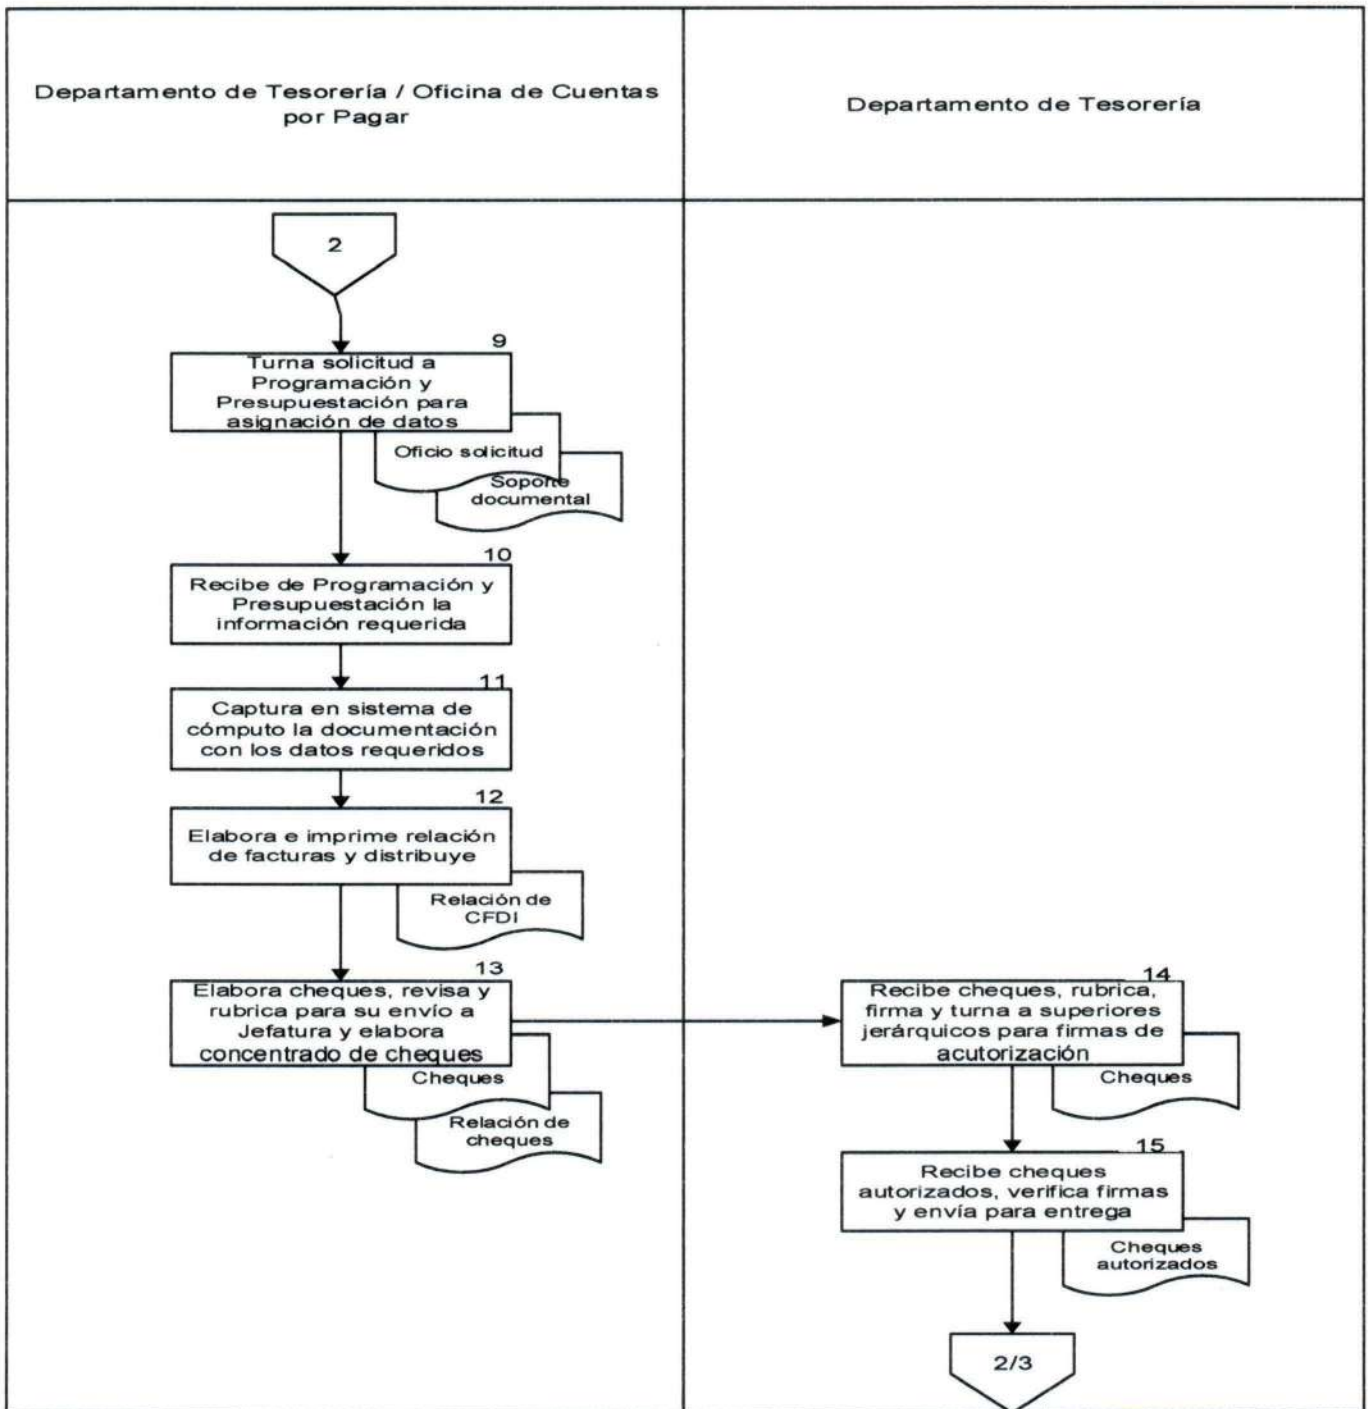 Departamento de Tesorería / Oficina de Cuentas
por Pagar
Departamento de Tesorería
2
9
Turna solicitud a
Programación y
Presupuestación para
asignación de datos
Oficio solicitud
Soporte
documental
10
Recibe de Programación y
Presupuestación la
información requerida
11
Captura en sistema de
cómputo la documentación
con los datos requeridos
12
Elabora e imprime relación
de facturas y distribuye
Relación de
CFDI
13
Elabora cheques, revisa y
rubrica para su envío a
Jefatura y elabora
concentrado de cheques
Cheques
Relación de
cheques
14
Recibe cheques, rubrica,
firma y turna a superiores
jerárquicos para firmas de
acutorización
Cheques
15
Recibe cheques
autorizados, verifica firmas
y envía para entrega
Cheques
autorizados
2/3